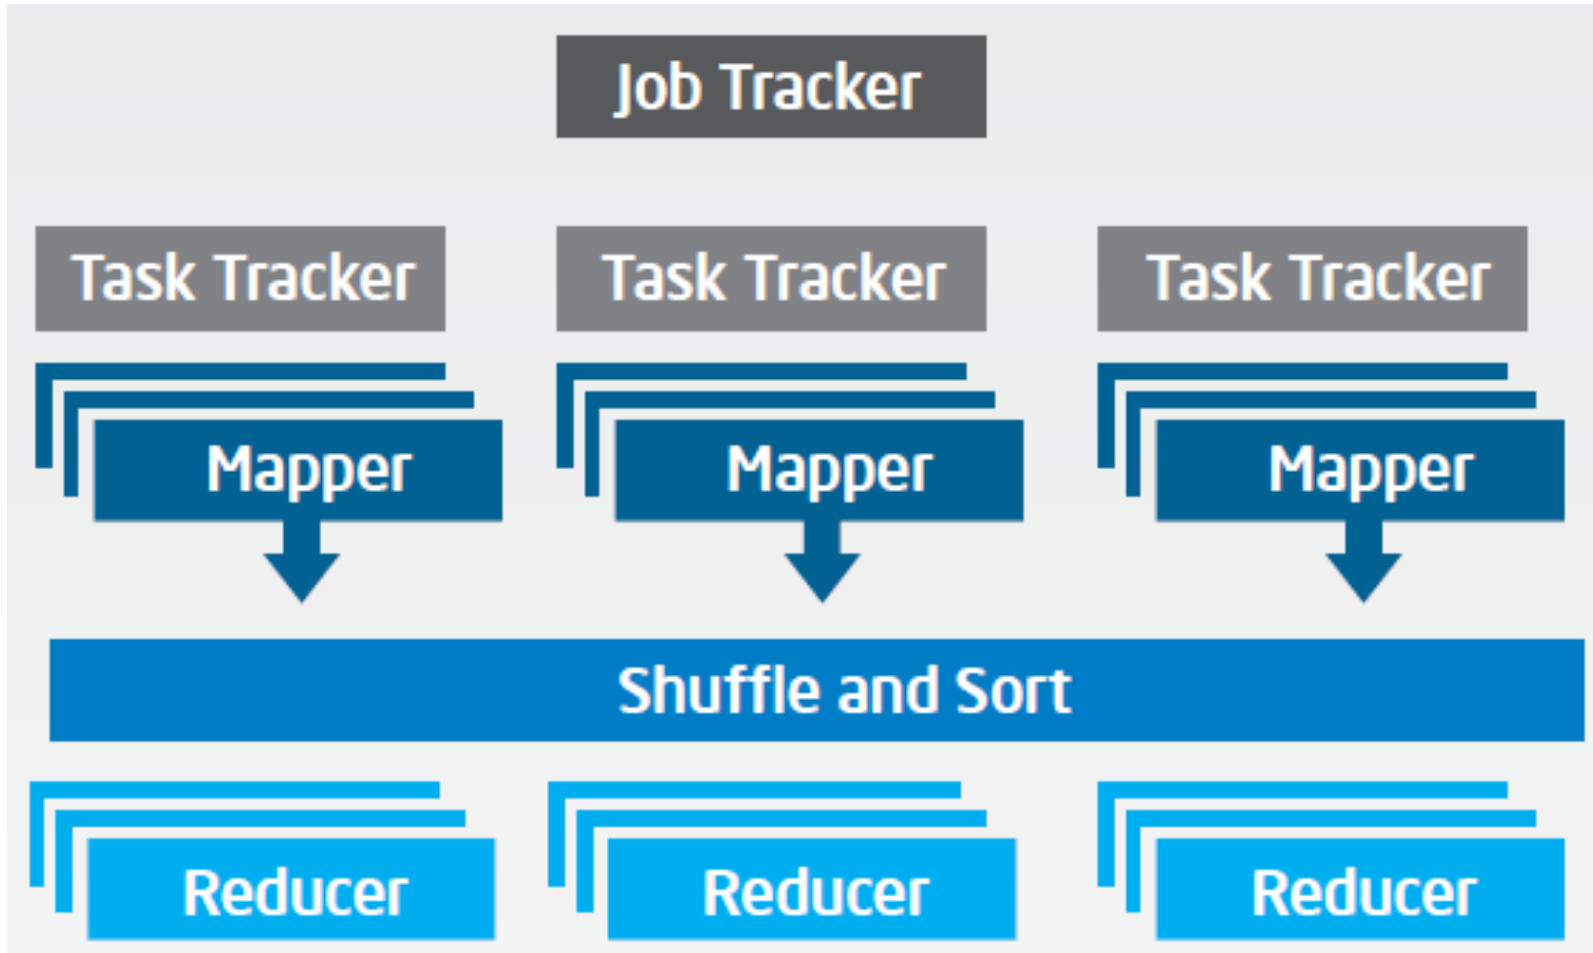 Job Tracker
Task Tracker
Task Tracker
Task Tracker
Mapper
Mapper
Mapper
Shuffle and Sort
Reducer
Reducer
Reducer